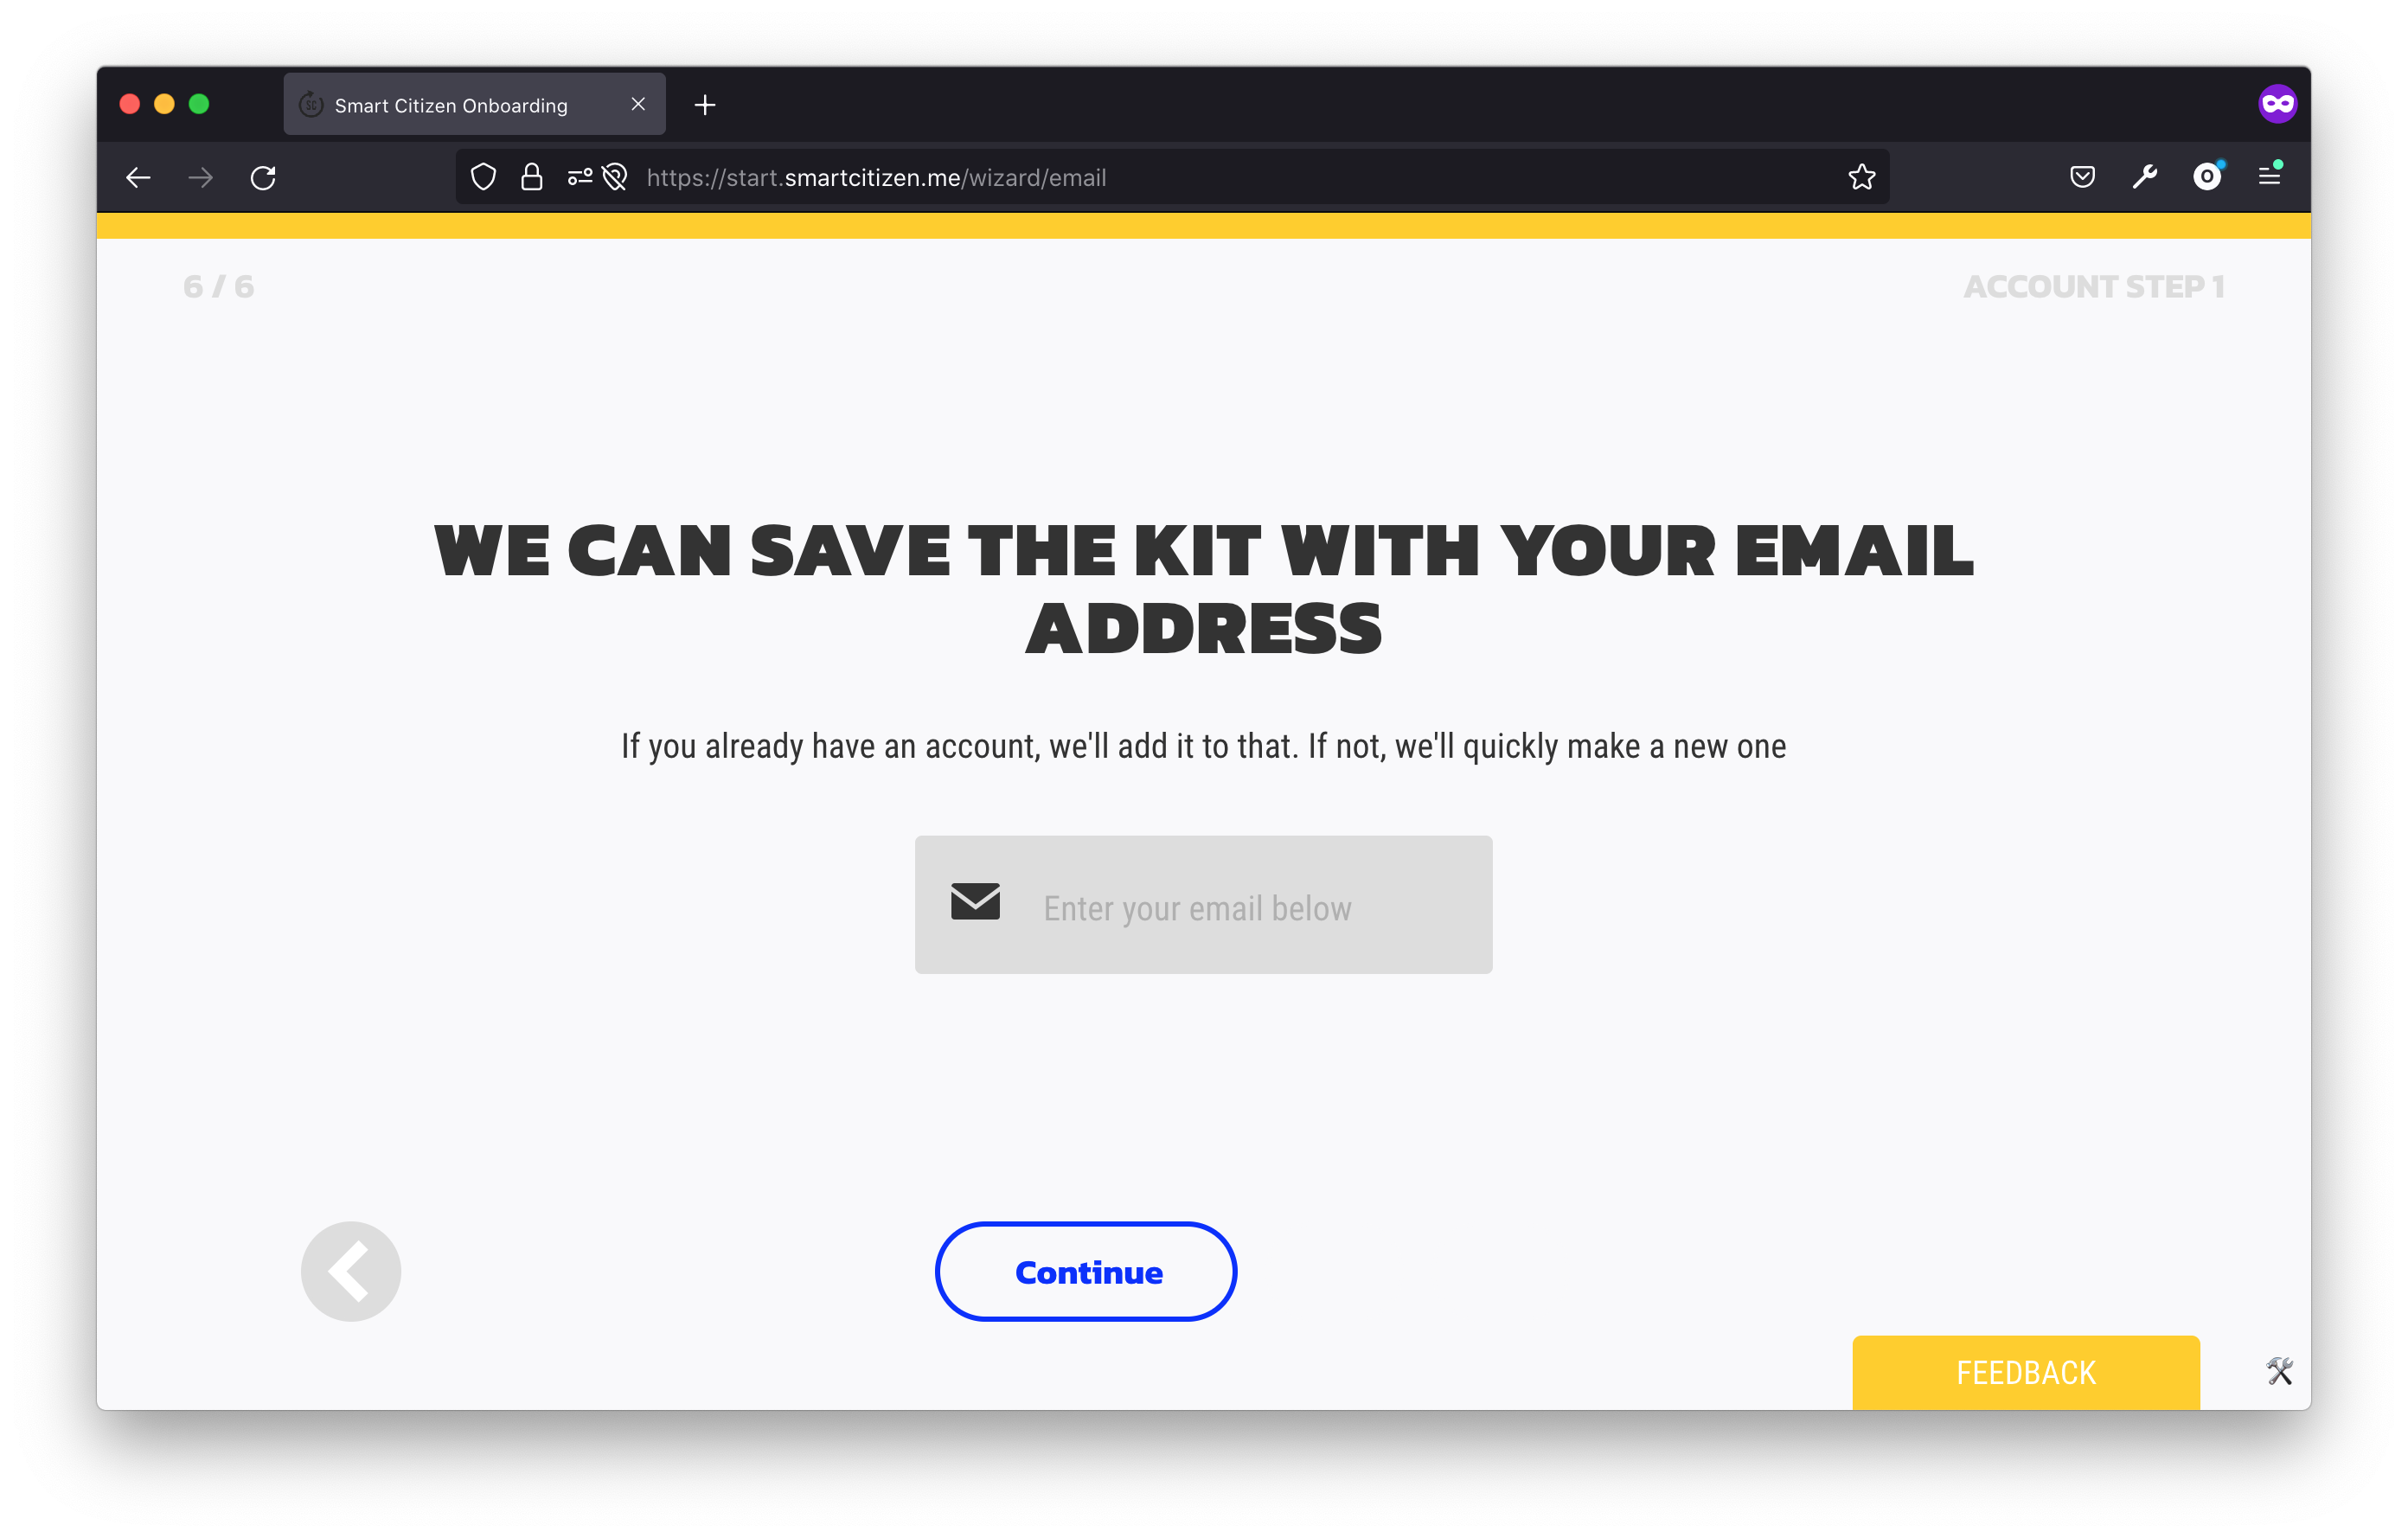 Smart Citizen Onboarding
https://start.smartcitizen.me/wizard/email
6 / 6
ACCOUNT STEP 1
WE CAN SAVE THE KIT WITH YOUR EMAIL
ADDRESS
If you already have an account, we'll add it to that. If not, we'll quickly make a new one
Enter your email below
Continue
FEEDBACK